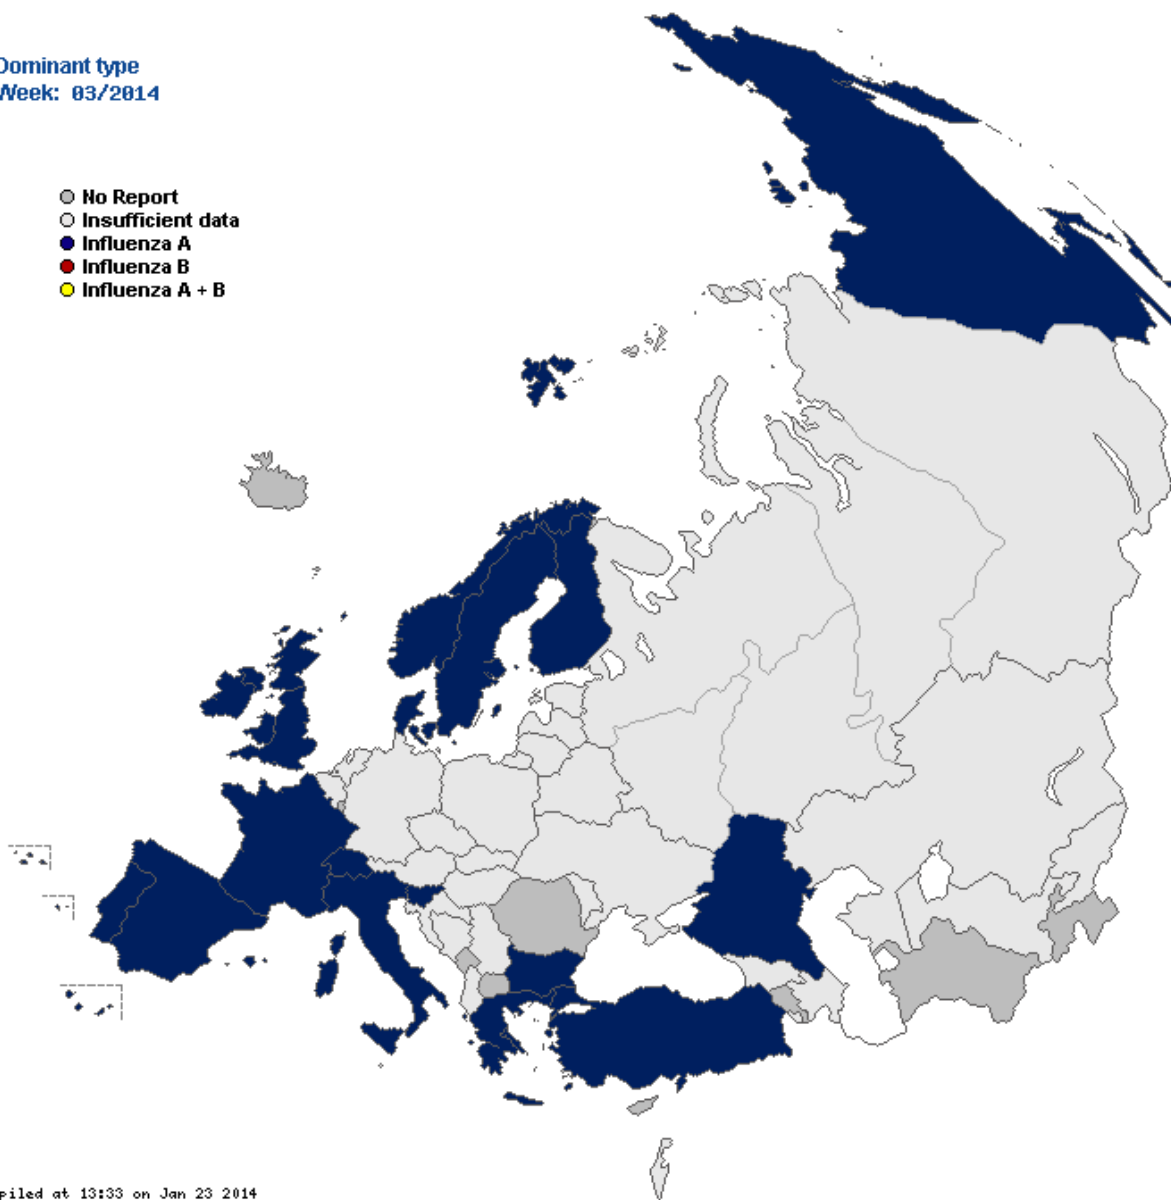 Dominant type
Week: 03/2014
No Report
Insufficient data
Influenza A
Influenza B
Influenza A + B
piled at 13:33 on Jan 23 2014